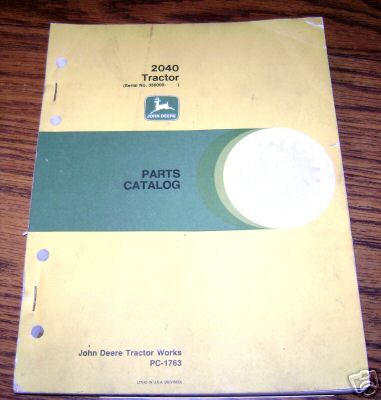 2040
Tractor
JOHN DEERE
PARTS
CATALOG
John Deere Tractor Works
PC-1763